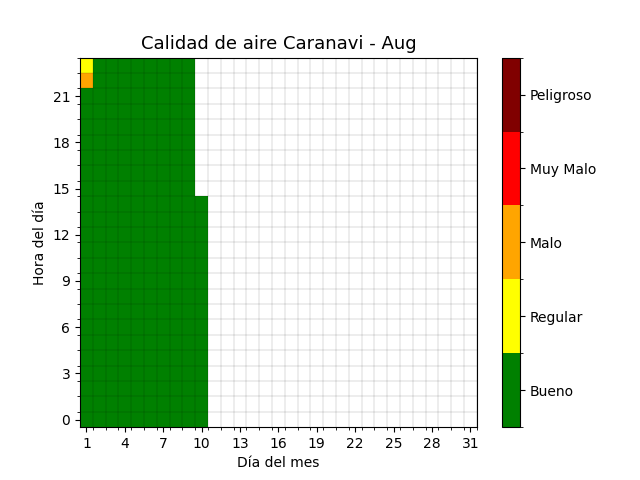 Calidad de aire Caranavi - Aug
Hora del día
21
18
15
12
9
6
3
0
1 4 7 10 13 16 19 22 25 28 31
Día del mes
Peligroso
Muy Malo
Malo
Regular
Bueno